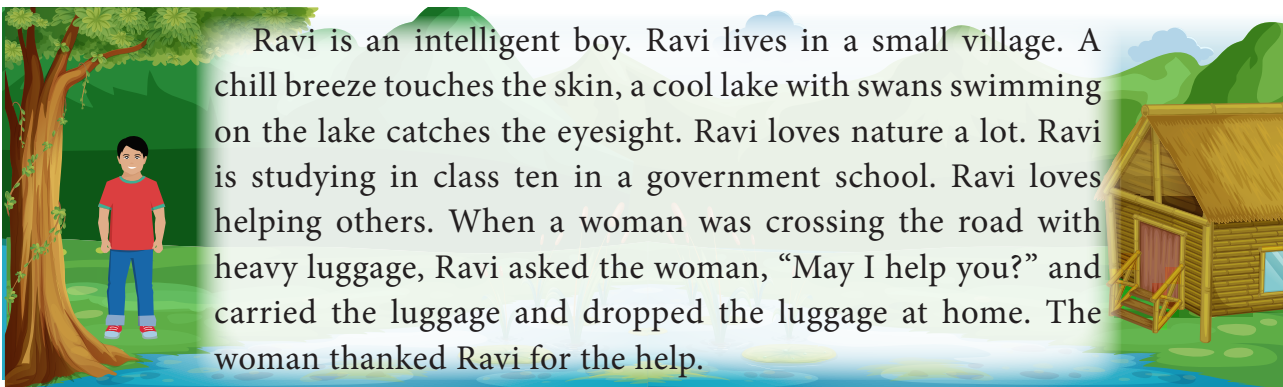 Ravi is an intelligent boy. Ravi lives in a small village. A
chill breeze touches the skin, a cool lake with swans swimming
on the lake catches the eyesight. Ravi loves nature a lot. Ravi
is studying in class ten in a government school. Ravi loves
helping others. When a woman was crossing the road with
heavy luggage, Ravi asked the woman, “May I help you?” and
carried the luggage and dropped the luggage at home. The
woman thanked Ravi for the help.